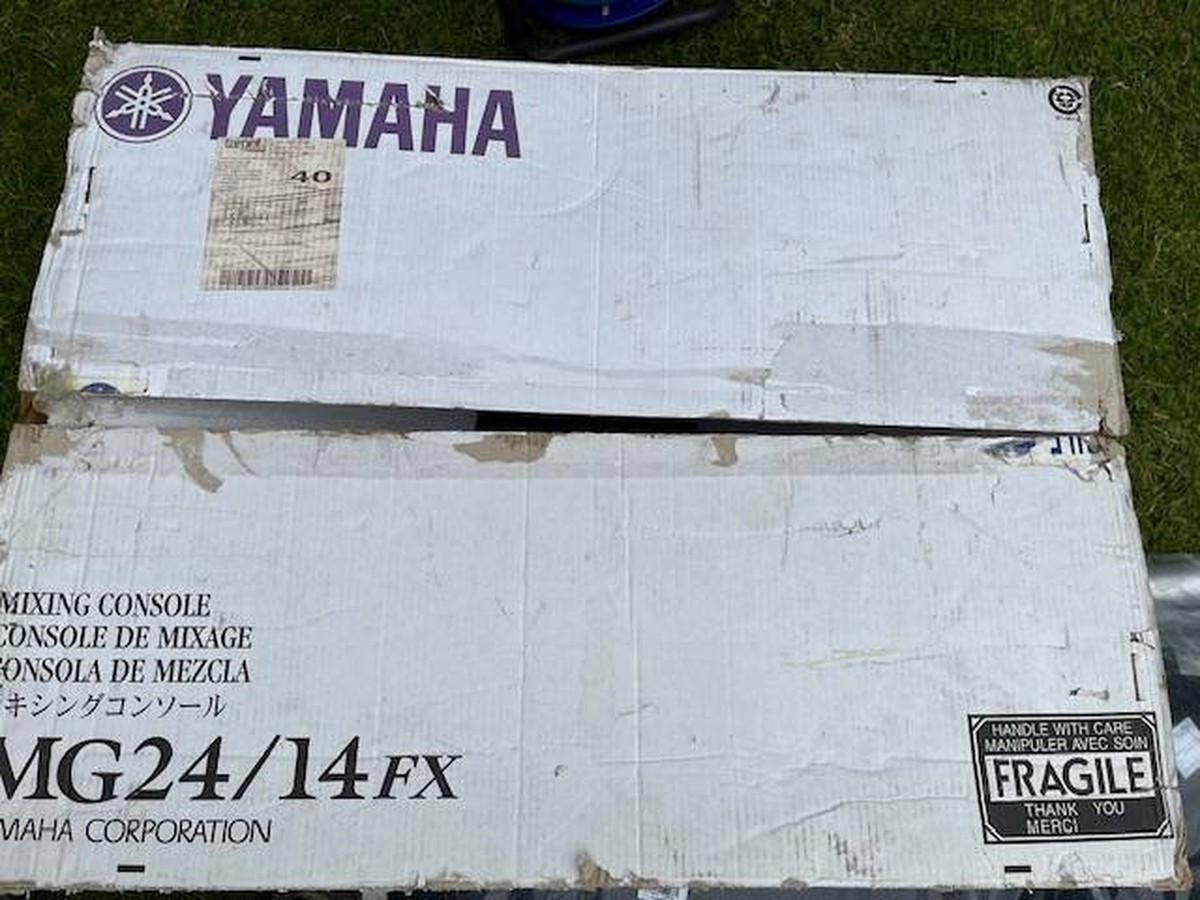 YAMAHA
40
MIXING CONSOLE
CONSOLE DE MIXAGE
CONSOLA DE MEZCLA
キシングコンソール
MG24/14FX
MAHA CORPORATION
HANDLE WITH CARE
MANIPULER AVEC SOIN
FRAGILE
THANK YOU
MERCI